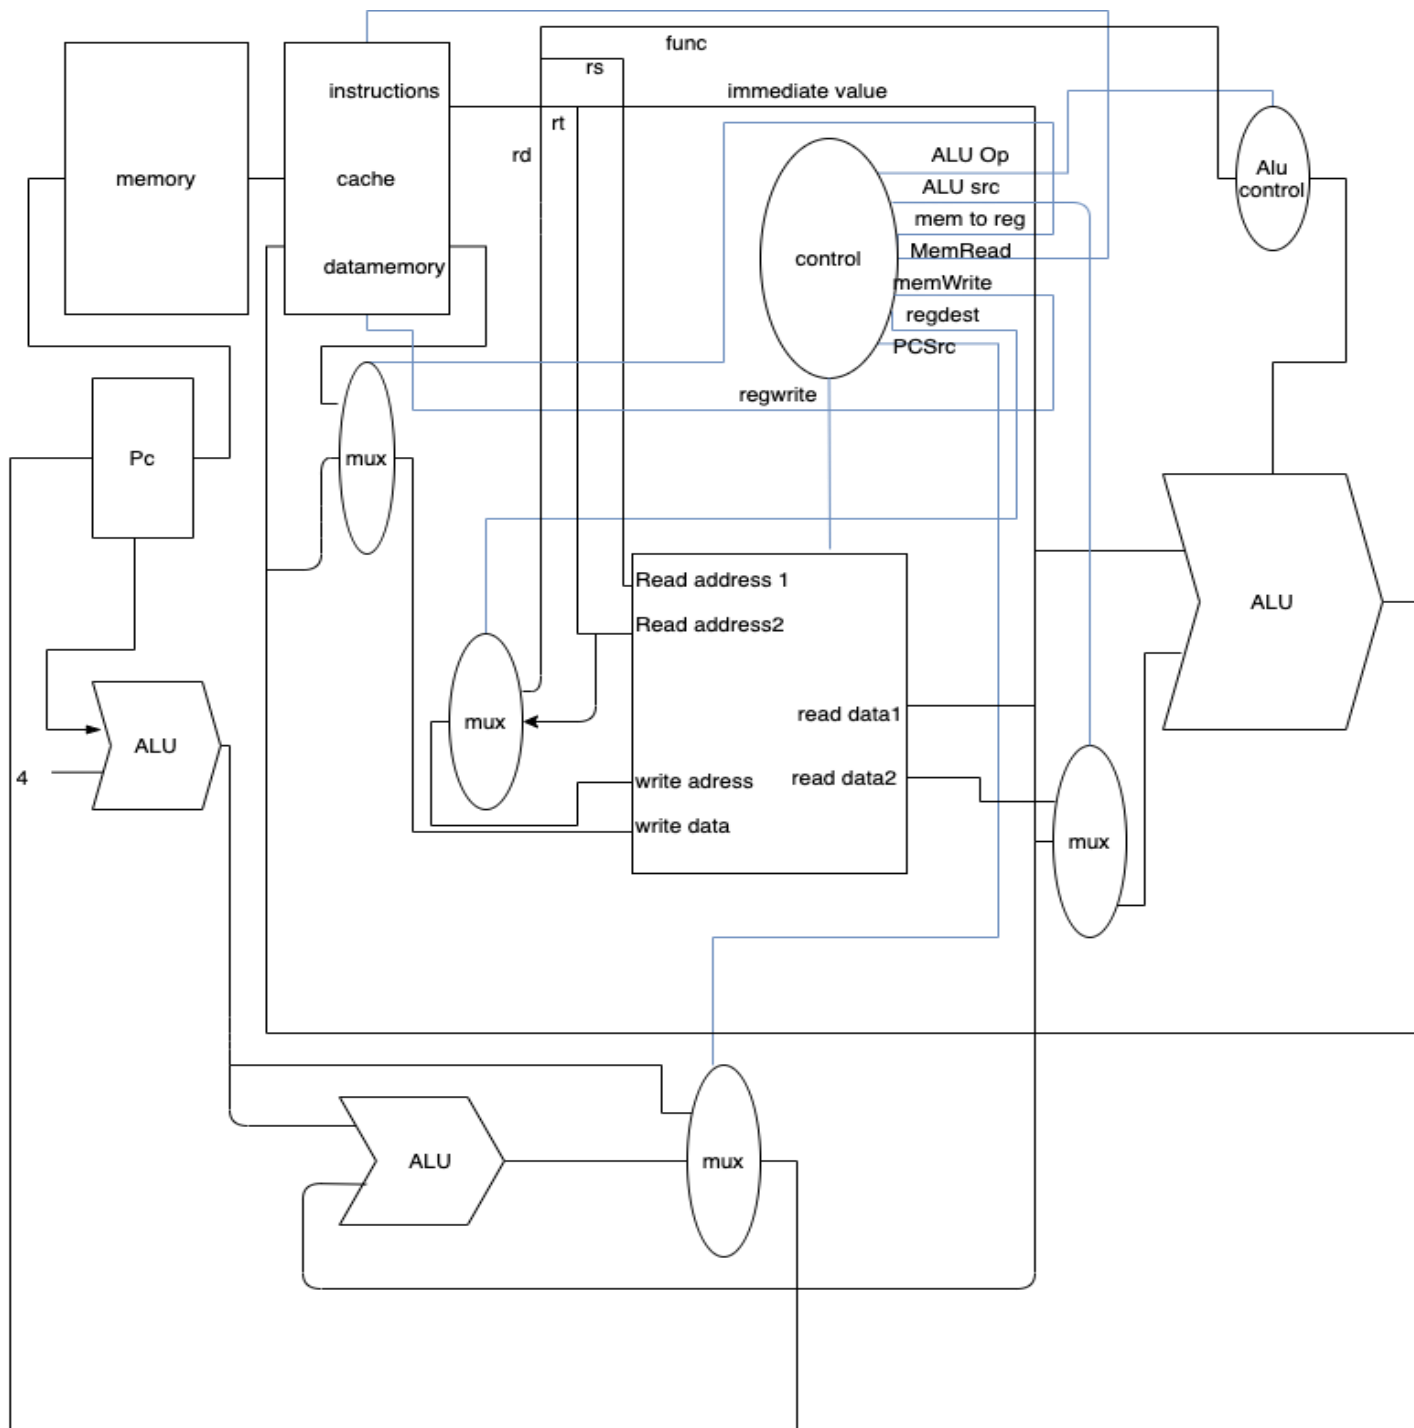 func
rs
instructions
immediate value
rt
rd
ALU Op
memory
cache
Alu
control
ALU src
mem to reg
control
MemRead
datamemory
memWrite
regdest
PCSrc
regwrite
Pc
mux
Read address 1
ALU
Read address2
read data1
mux
ALU
4
write adress
read data2
write data
mux
ALU
mux